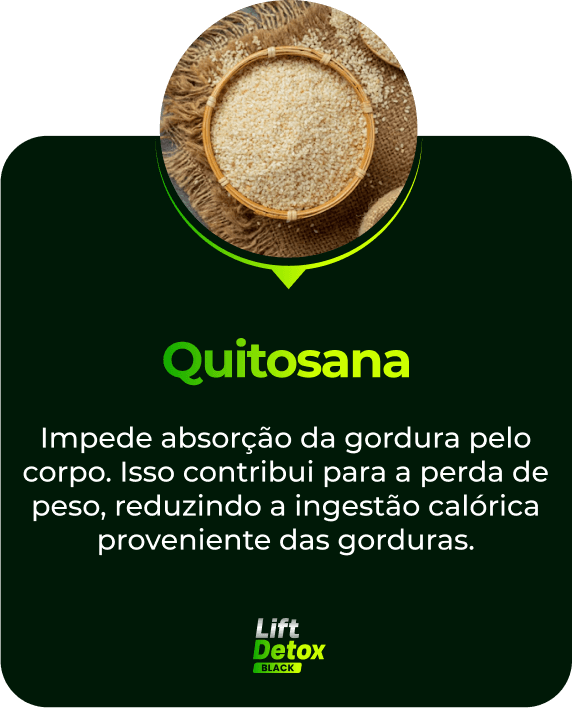 Quitosana
Impede absorção da gordura pelo
corpo. Isso contribui para a perda de
peso, reduzindo a ingestão calórica
proveniente das gorduras.
Lift
Detox
BLACK